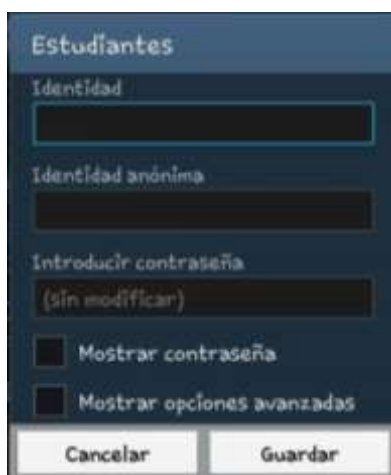 Estudiantes
Identidad
Identidad anónima
Introducir contraseña
(sin modificar)
Mostrar contraseña
Mostrar opciones avanzadas
Cancelar Guardar